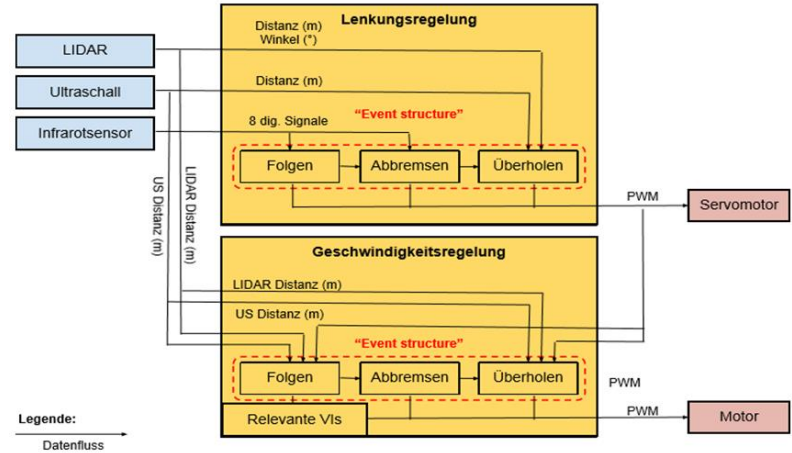 Lenkungsregelung
Distanz (m)
Winkel (*)
LIDAR
Ultraschall
Distanz (m)
Infrarotsensor
8 dig. Signale
“Event structure”
Folgen
Abbremsen
Überholen
US Distanz (m)
LIDAR Distanz (m)
PWM
Servomotor
Geschwindigkeitsregelung
LIDAR Distanz (m)
US Distanz (m)
“Event structure”
Folgen
Abbremsen
Überholen
PWM
Relevante VIs
PWM
Motor
Legende:
Datenfluss